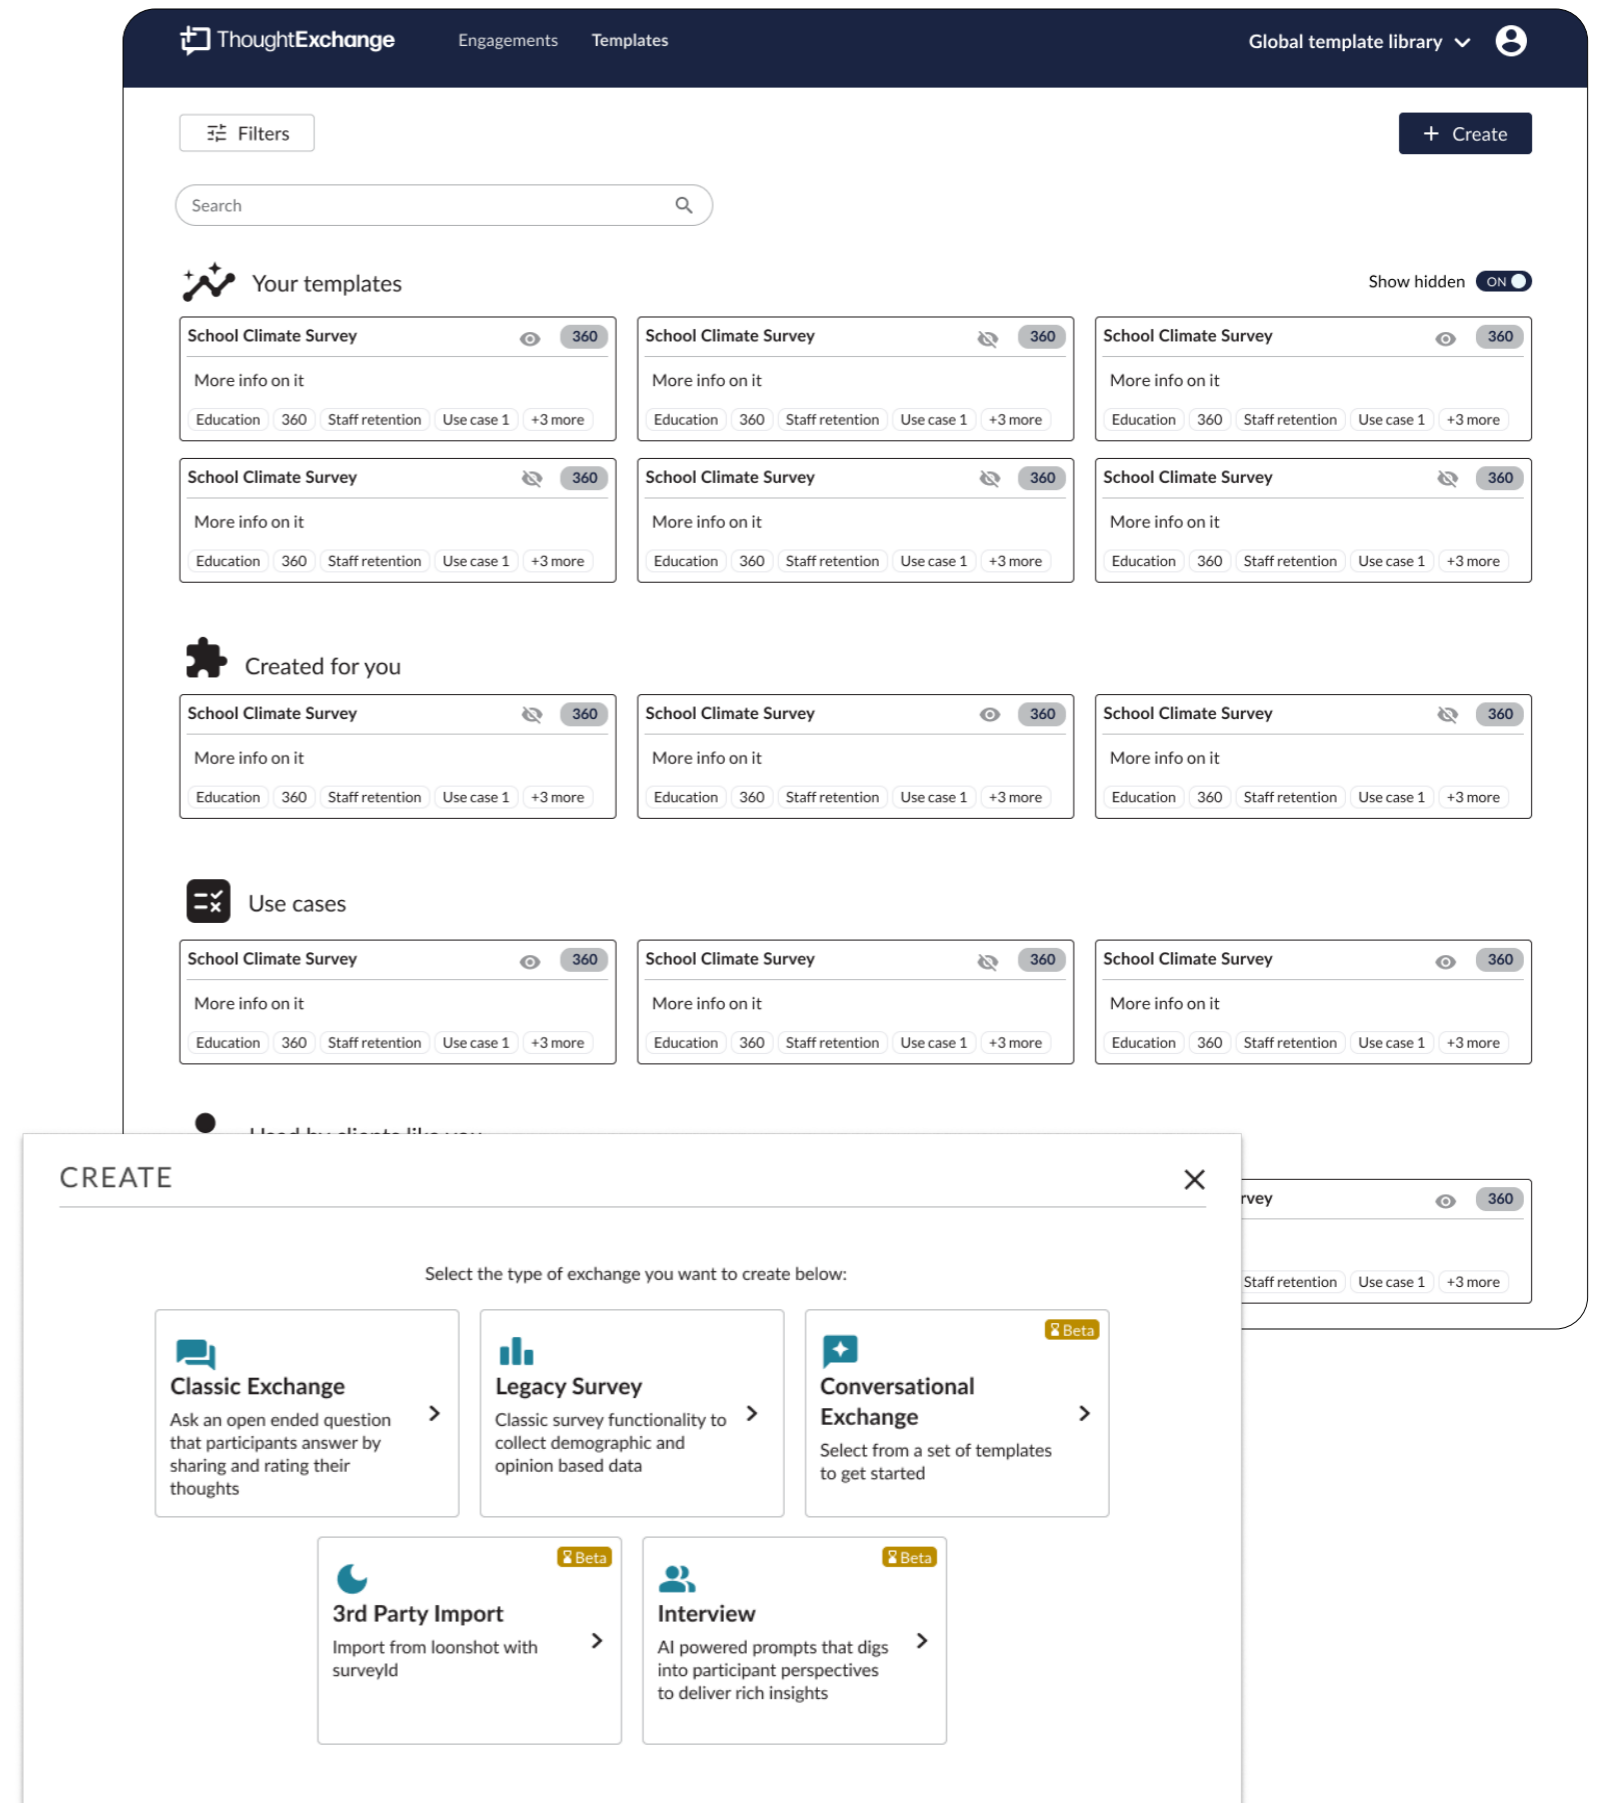 ThoughtExchange Engagements Templates Global template library
Filters + Create
Search
Your templates Show hidden ON
School Climate Survey 360 School Climate Survey 360 School Climate Survey 360
More info on it More info on it More info on it
Education 360 Staff retention Use case 1 +3 more Education 360 Staff retention Use case 1 +3 more Education 360 Staff retention Use case 1 +3 more
School Climate Survey 360 School Climate Survey 360 School Climate Survey 360
More info on it More info on it More info on it
Education 360 Staff retention Use case 1 +3 more Education 360 Staff retention Use case 1 +3 more Education 360 Staff retention Use case 1 +3 more
Created for you
School Climate Survey 360 School Climate Survey 360 School Climate Survey 360
More info on it More info on it More info on it
Education 360 Staff retention Use case 1 +3 more Education 360 Staff retention Use case 1 +3 more Education 360 Staff retention Use case 1 +3 more
Use cases
School Climate Survey 360 School Climate Survey 360 School Climate Survey 360
More info on it More info on it More info on it
Education 360 Staff retention Use case 1 +3 more Education 360 Staff retention Use case 1 +3 more Education 360 Staff retention Use case 1 +3 more
Used by clients like you
rvey 360
Staff retention Use case 1 +3 more
CREATE
Select the type of exchange you want to create below:
Classic Exchange
Ask an open ended question
that participants answer by
sharing and rating their
thoughts
Legacy Survey
Classic survey functionality to
collect demographic and
opinion based data
Beta
Conversational
Exchange
Select from a set of templates
to get started
Beta
3rd Party Import
Import from loonshot with
surveyId
Beta
Interview
AI powered prompts that digs
into participant perspectives
to deliver rich insights